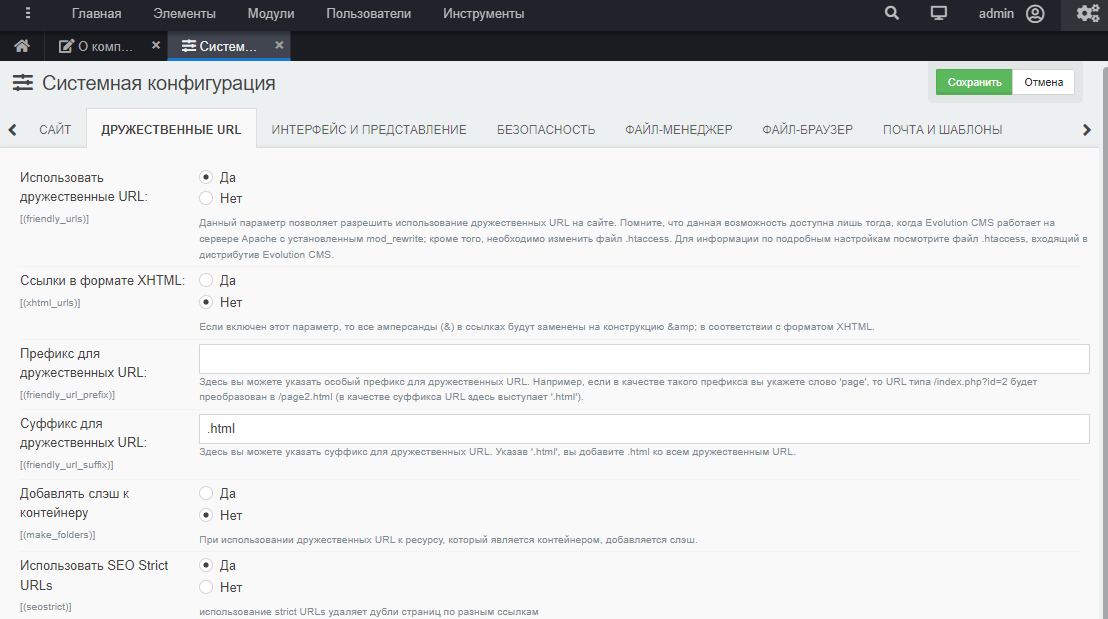 Главная Элементы Модули Пользователи Инструменты admin
О комп... × Систем... ×
Системная конфигурация Сохранить Отмена
САЙТ ДРУЖЕСТВЕННЫЕ URL ИНТЕРФЕЙС И ПРЕДСТАВЛЕНИЕ БЕЗОПАСНОСТЬ ФАЙЛ-МЕНЕДЖЕР ФАЙЛ-БРАУЗЕР ПОЧТА И ШАБЛОНЫ
Использовать
дружественные URL:
[(friendly_urls)]
Да
Нет
Данный параметр позволяет разрешить использование дружественных URL на сайте. Помните, что данная возможность доступна лишь тогда, когда Evolution CMS работает на
сервере Apache с установленным mod_rewrite; кроме того, необходимо изменить файл .htaccess. Для информации по подробным настройкам посмотрите файл .htaccess, входящий в
дистрибутив Evolution CMS.
Ссылки в формате XHTML:
[(xhtml_urls)]
Да
Нет
Если включен этот параметр, то все амперсанды (&) в ссылках будут заменены на конструкцию &amp; в соответствии с форматом XHTML.
Префикс для
дружественных URL:
[(friendly_url_prefix)]
Здесь вы можете указать особый префикс для дружественных URL. Например, если в качестве такого префикса вы укажете слово 'page', то URL типа /index.php?id=2 будет
преобразован в /page2.html (в качестве суффикса URL здесь выступает '.html').
Суффикс для
дружественных URL:
[(friendly_url_suffix)]
.html
Здесь вы можете указать суффикс для дружественных URL. Указав '.html', вы добавите .html ко всем дружественным URL.
Добавлять слэш к
контейнеру
[(make_folders)]
Да
Нет
При использовании дружественных URL к ресурсу, который является контейнером, добавляется слэш.
Использовать SEO Strict
URLs
[(seostrict)]
Да
Нет
использование strict URLs удаляет дубли страниц по разным ссылкам